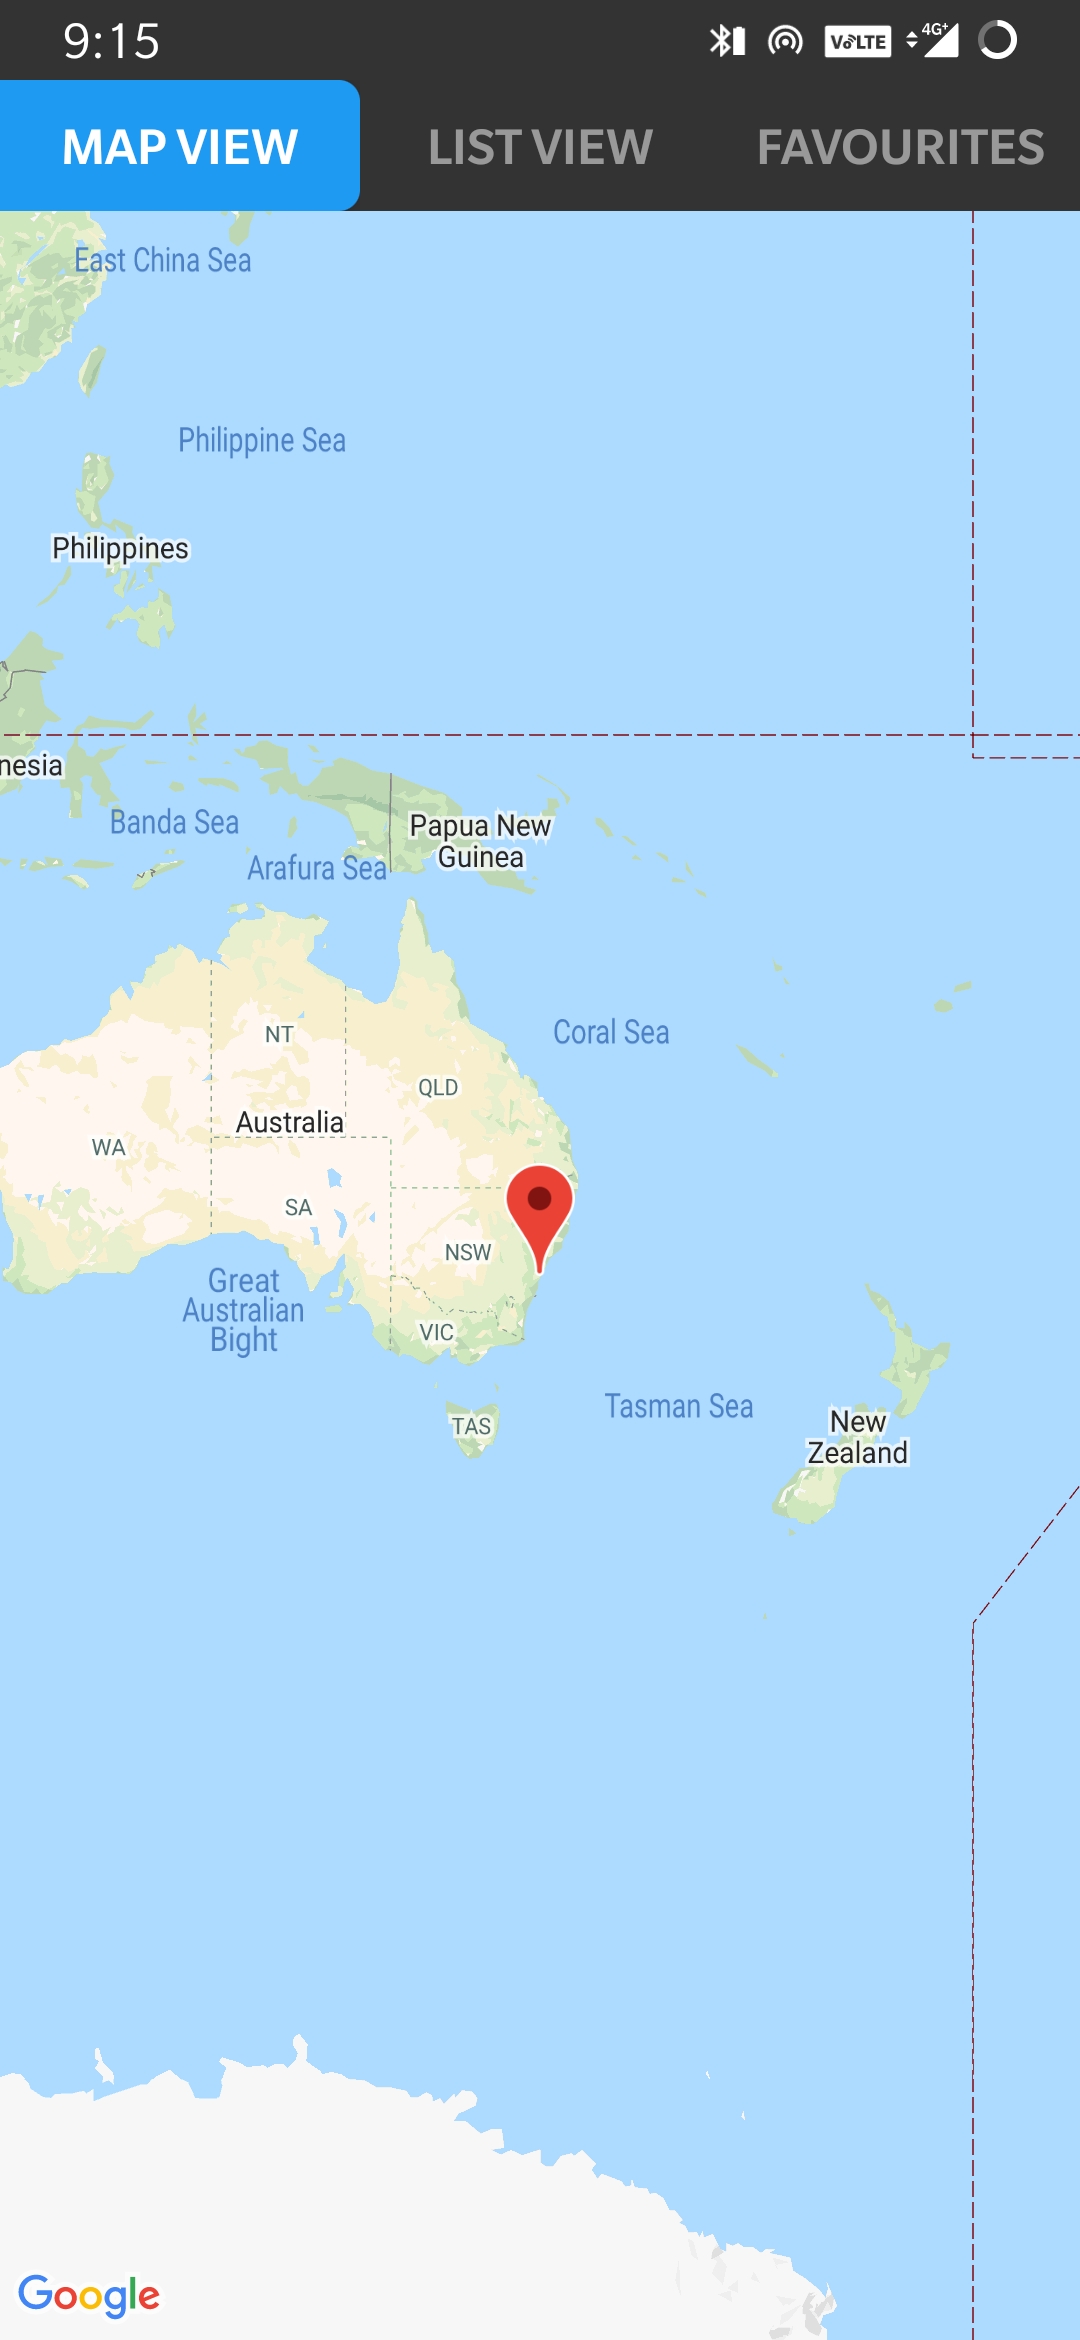 9:15
VoLTE
4G+
MAP VIEW
LIST VIEW
FAVOURITES
East China Sea
Philippine Sea
Philippines
nesia
Banda Sea
Papua New
Guinea
Arafura Sea
NT
Coral Sea
QLD
Australia
WA
SA
NSW
Great
Australian
Bight
VIC
Tasman Sea
TAS
New
Zealand
Google